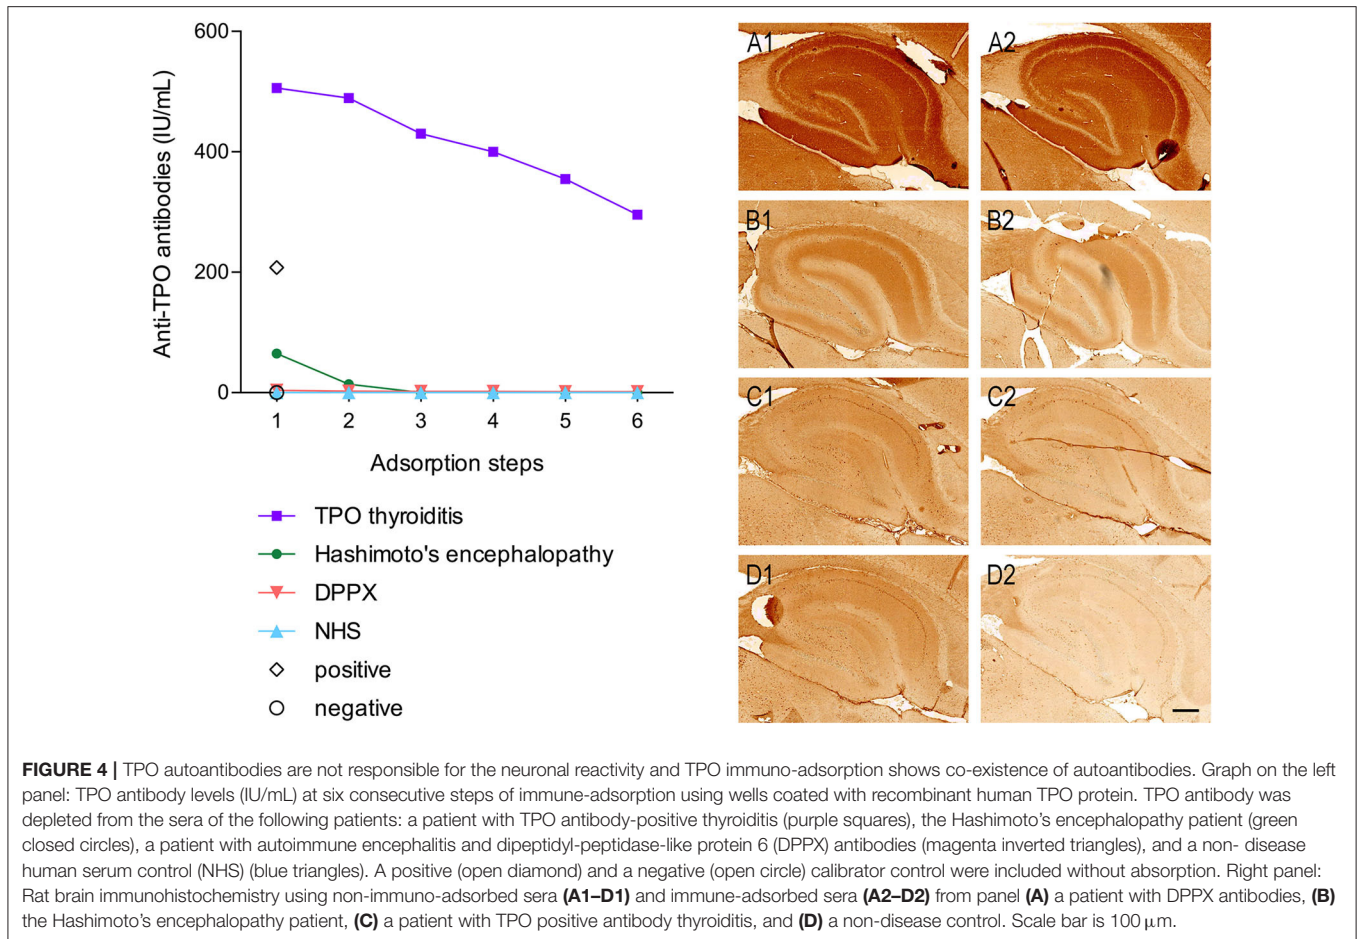 600
400
200
0
Anti-TPO antibodies (IU/mL)
1 2 3 4 5 6
Adsorption steps
TPO thyroiditis
Hashimoto's encephalopathy
DPPX
NHS
positive
negative
A1 A2
B1 B2
C1 C2
D1 D2
FIGURE 4 | TPO autoantibodies are not responsible for the neuronal reactivity and TPO immuno-adsorption shows co-existence of autoantibodies. Graph on the left
panel: TPO antibody levels (IU/mL) at six consecutive steps of immune-adsorption using wells coated with recombinant human TPO protein. TPO antibody was
depleted from the sera of the following patients: a patient with TPO antibody-positive thyroiditis (purple squares), the Hashimoto's encephalopathy patient (green
closed circles), a patient with autoimmune encephalitis and dipeptidyl-peptidase-like protein 6 (DPPX) antibodies (magenta inverted triangles), and a non- disease
human serum control (NHS) (blue triangles). A positive (open diamond) and a negative (open circle) calibrator control were included without absorption. Right panel:
Rat brain immunohistochemistry using non-immuno-adsorbed sera (A1–D1) and immune-adsorbed sera (A2–D2) from panel (A) a patient with DPPX antibodies, (B)
the Hashimoto's encephalopathy patient, (C) a patient with TPO positive antibody thyroiditis, and (D) a non-disease control. Scale bar is 100 μm.